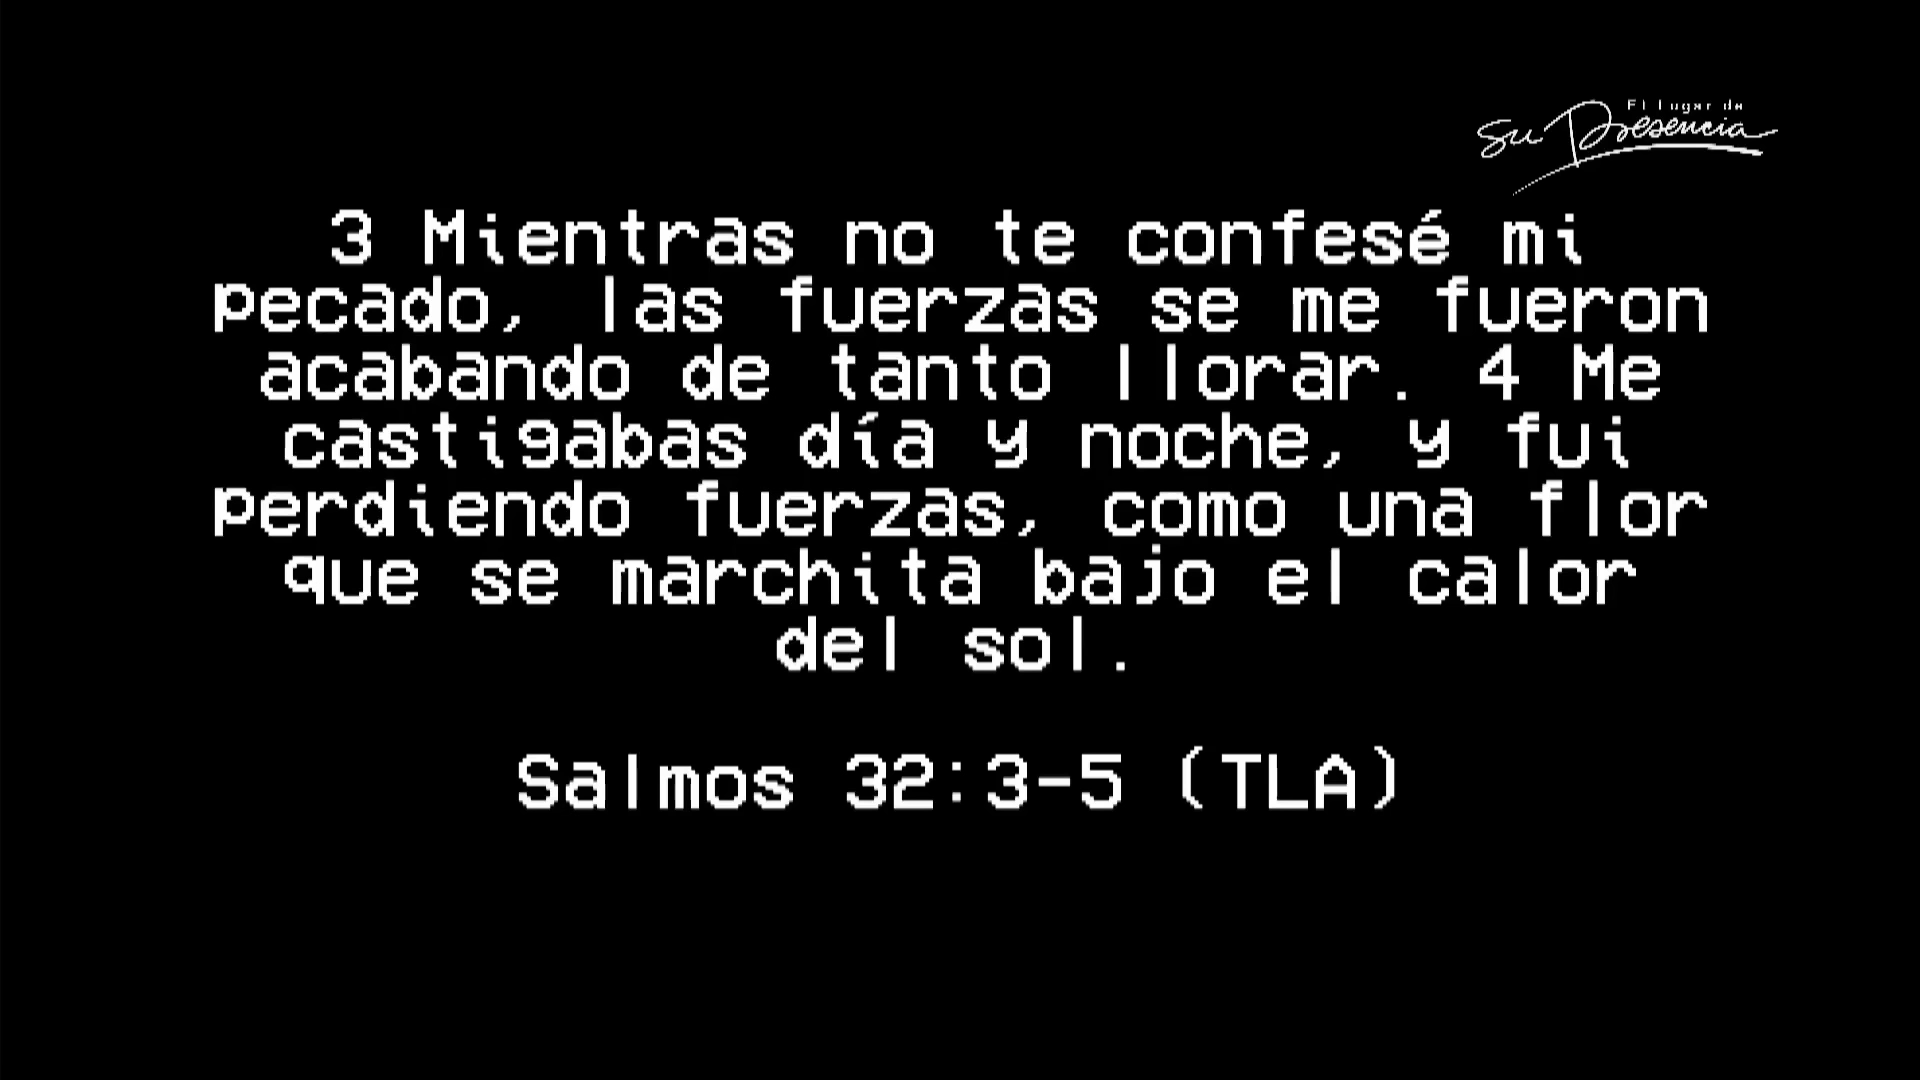 El lugar de
Su Presencia
3 Mientras no te confesé mi
pecado, las fuerzas se me fueron
acabando de tanto llorar. 4 Me
castigabas día y noche, y fui
perdiendo fuerzas, como una flor
que se marchita bajo el calor
del sol.
Salmos 32:3-5 (TLA)